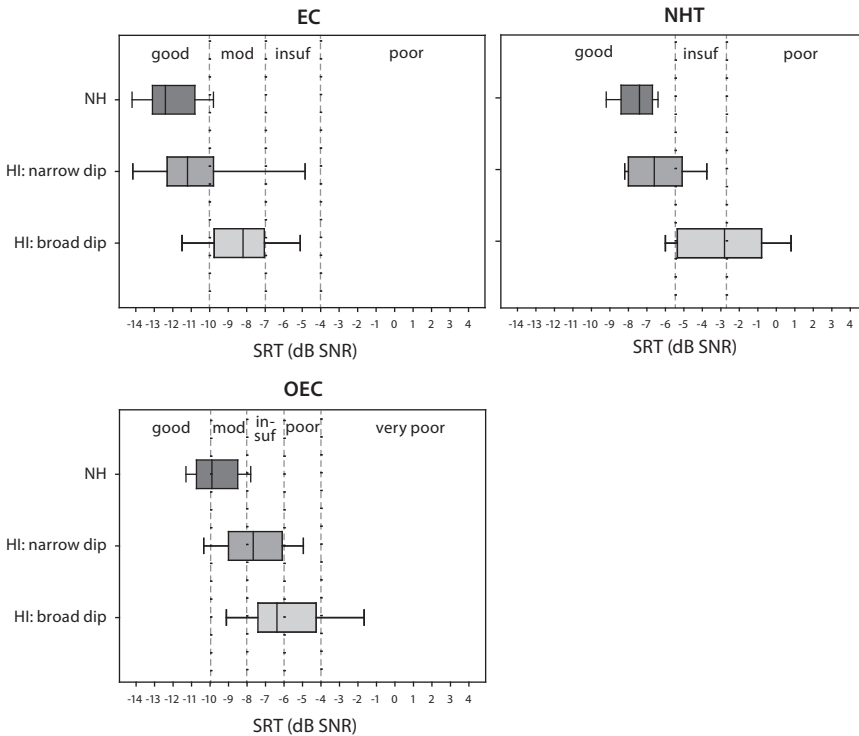 EC
good mod insuf poor
NH
HI: narrow dip
HI: broad dip
-14 -13 -12 -11 -10 -9 -8 -7 -6 -5 -4 -3 -2 -1 0 1 2 3 4
SRT (dB SNR)
NHT
good insuf poor
-14 -13 -12 -11 -10 -9 -8 -7 -6 -5 -4 -3 -2 -1 0 1 2 3 4
SRT (dB SNR)
OEC
good mod in-
suf poor very poor
NH
HI: narrow dip
HI: broad dip
-14 -13 -12 -11 -10 -9 -8 -7 -6 -5 -4 -3 -2 -1 0 1 2 3 4
SRT (dB SNR)